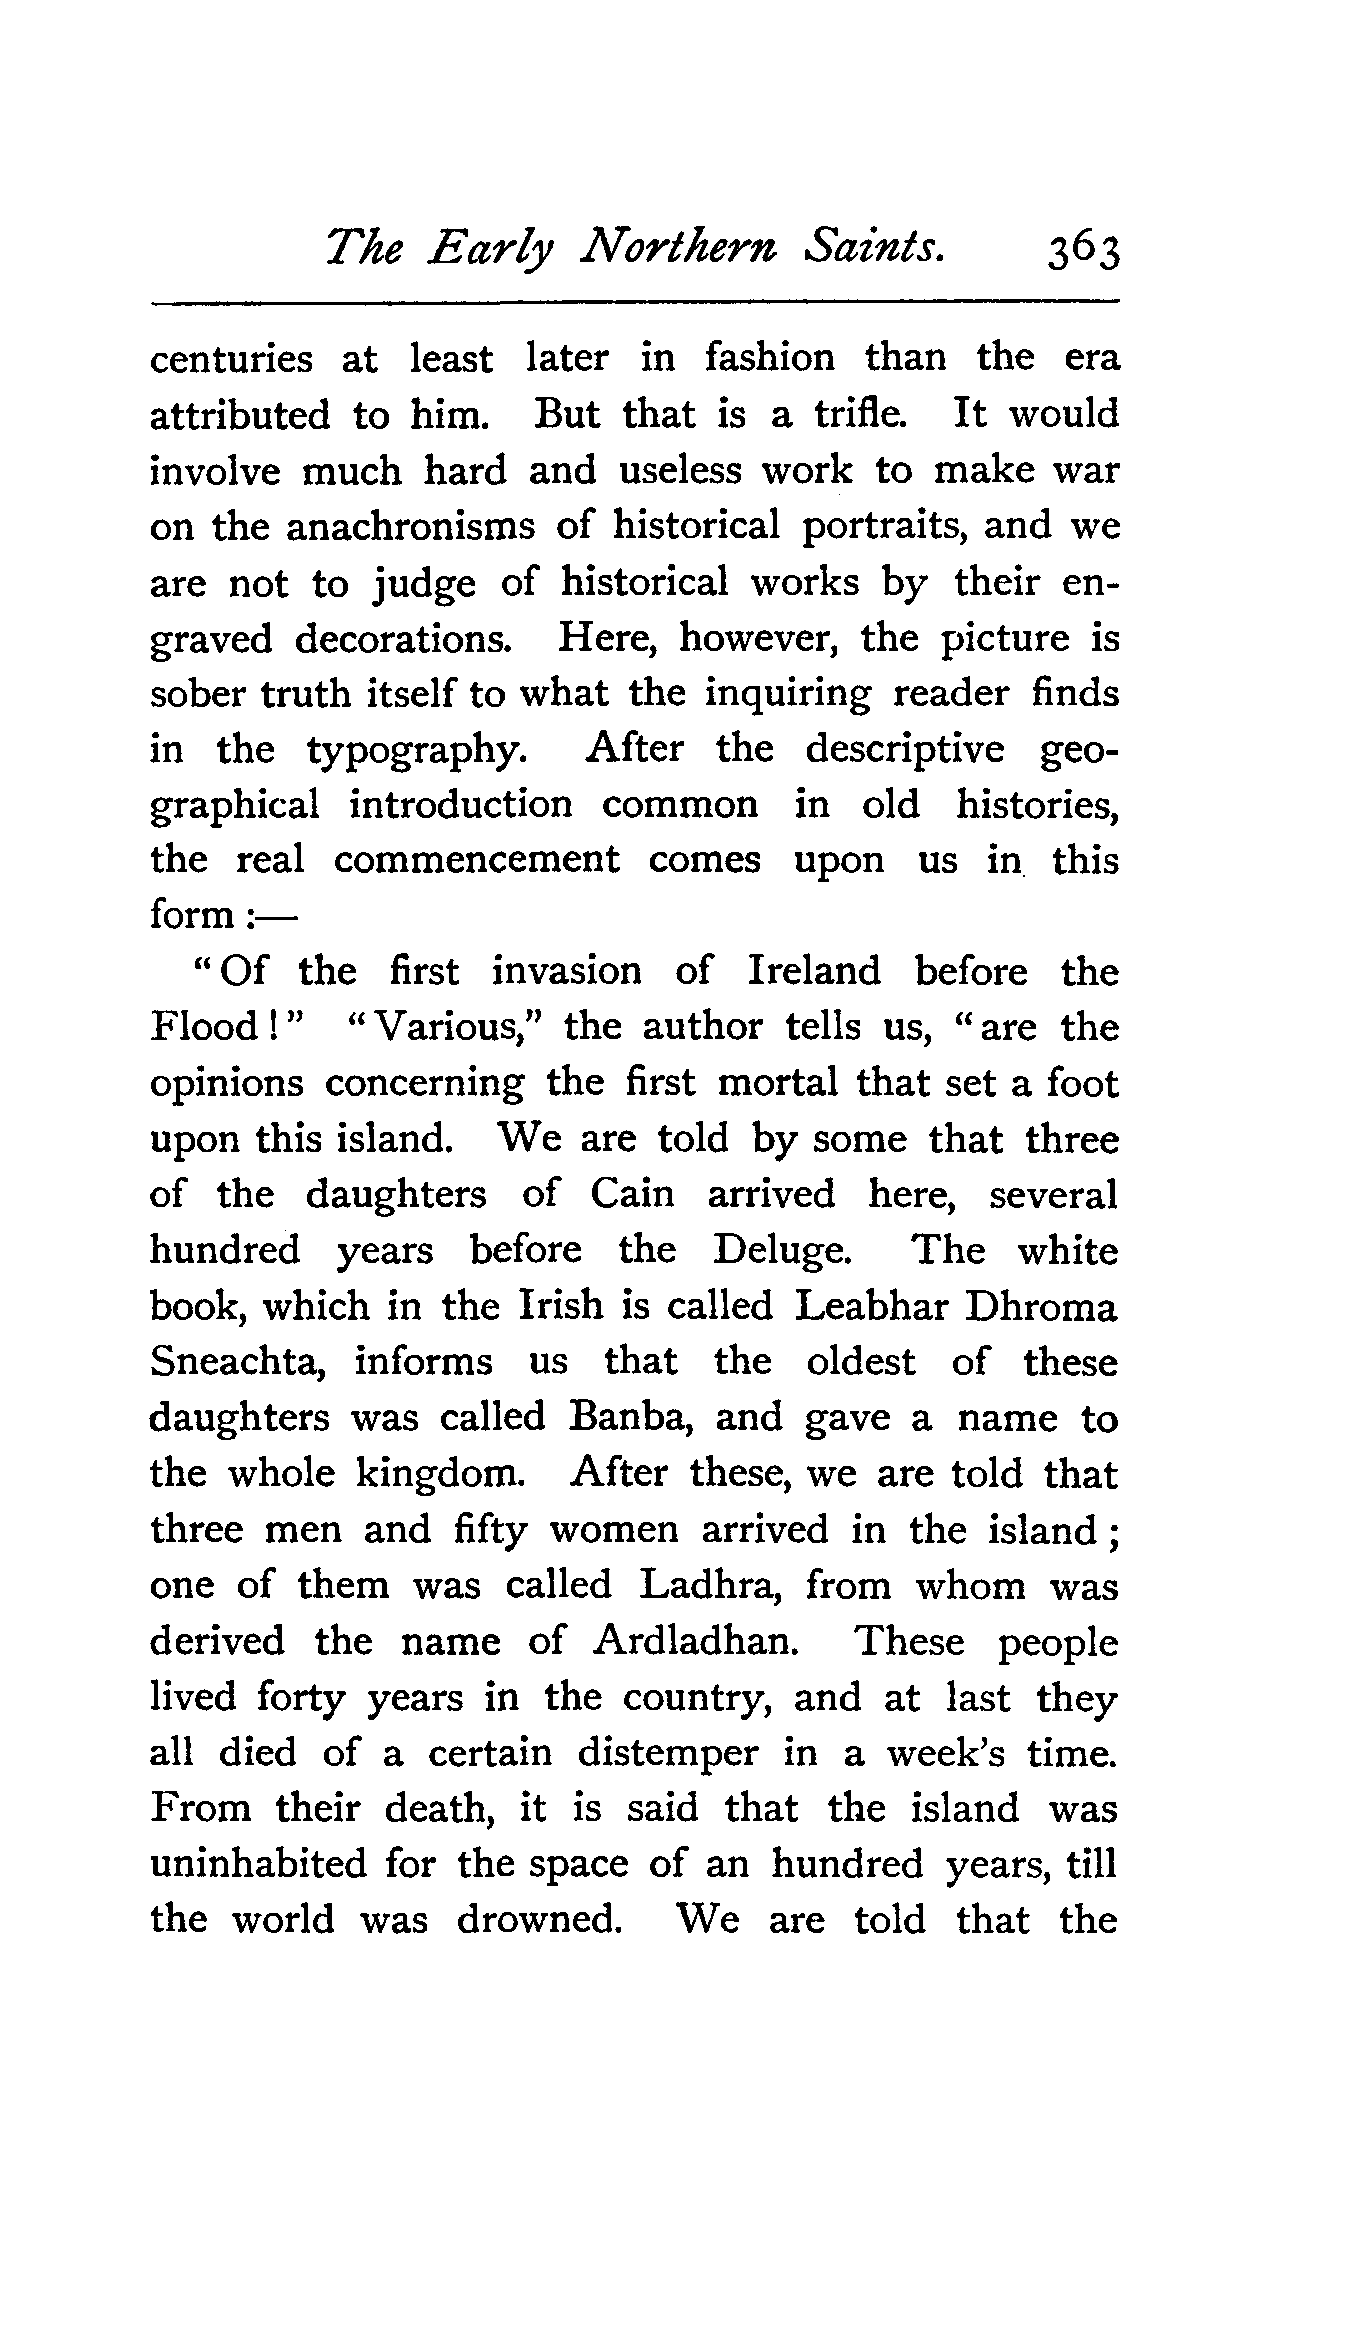 The Early Northern Saints. 363
centuries at least later in fashion than the era
attributed to him. But that is a trifle. It would
involve much hard and useless work to make war
on the anachronisms of historical portraits, and we
are not to judge of historical works by their en-
graved decorations. Here, however, the picture is
sober truth itself to what the inquiring reader finds
in the typography. After the descriptive geo-
graphical introduction common in old histories,
the real commencement comes upon us in this
form :—
“Of the first invasion of Ireland before the
Flood!” “Various,” the author tells us, “are the
opinions concerning the first mortal that set a foot
upon this island. We are told by some that three
of the daughters of Cain arrived here, several
hundred years before the Deluge. The white
book, which in the Irish is called Leabhar Dhroma
Sneachta, informs us that the oldest of these
daughters was called Banba, and gave a name to
the whole kingdom. After these, we are told that
three men and fifty women arrived in the island ;
one of them was called Ladhra, from whom was
derived the name of Ardladhan. These people
lived forty years in the country, and at last they
all died of a certain distemper in a week’s time.
From their death, it is said that the island was
uninhabited for the space of an hundred years, till
the world was drowned. We are told that the